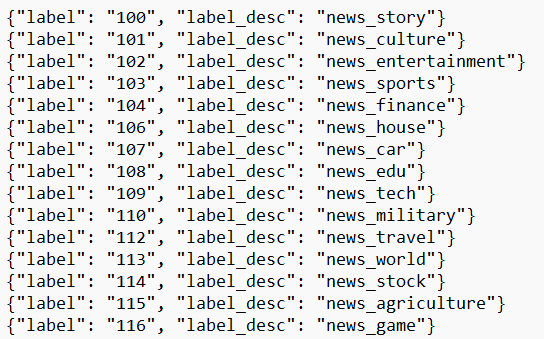 {"label": "100", "label_desc": "news_story"}
{"label": "101", "label_desc": "news_culture"}
{"label": "102", "label_desc": "news_entertainment"}
{"label": "103", "label_desc": "news_sports"}
{"label": "104", "label_desc": "news_finance"}
{"label": "106", "label_desc": "news_house"}
{"label": "107", "label_desc": "news_car"}
{"label": "108", "label_desc": "news_edu"}
{"label": "109", "label_desc": "news_tech"}
{"label": "110", "label_desc": "news_military"}
{"label": "112", "label_desc": "news_travel"}
{"label": "113", "label_desc": "news_world"}
{"label": "114", "label_desc": "news_stock"}
{"label": "115", "label_desc": "news_agriculture"}
{"label": "116", "label_desc": "news_game"}